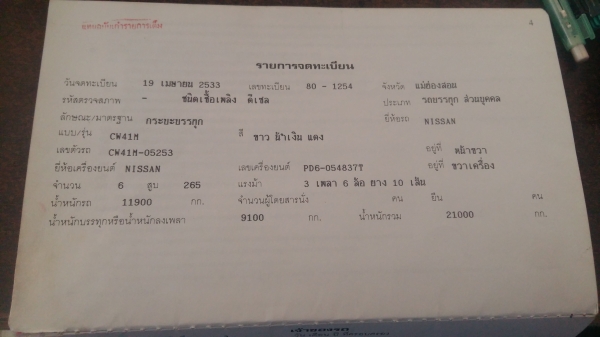 4
รายการจดทะเบียน
วันจดทะเบียน 19 เมษายน 2533 เลขทะเบียน 80 - 1254 จังหวัด แม่ฮ่องสอน
รหัสตรวจสภาพ - ชนิดเชื้อเพลิง ดีเซล ประเภท รถบรรทุก ส่วนบุคคล
ลักษณะ/มาตรฐาน กระบะบรรทุก ยี่ห้อรถ NISSAN
แบบ/รุ่น CW41M สี ขาว น้ำเงิน แดง
เลขตัวรถ CW41M-05253 อยู่ที่ หน้าขวา
ยี่ห้อเครื่องยนต์ NISSAN เลขเครื่องยนต์ PD6-054837T อยู่ที่ ขวาเครื่อง
จำนวน 6 สูบ 265 แรงม้า 3 เพลา 6 ล้อ ยาง 10 เส้น
น้ำหนักรถ 11900 กก. จำนวนผู้โดยสารนั่ง คน ยืน คน
น้ำหนักบรรทุกหรือน้ำหนักลงเพลา 9100 กก. น้ำหนักรวม 21000 กก.